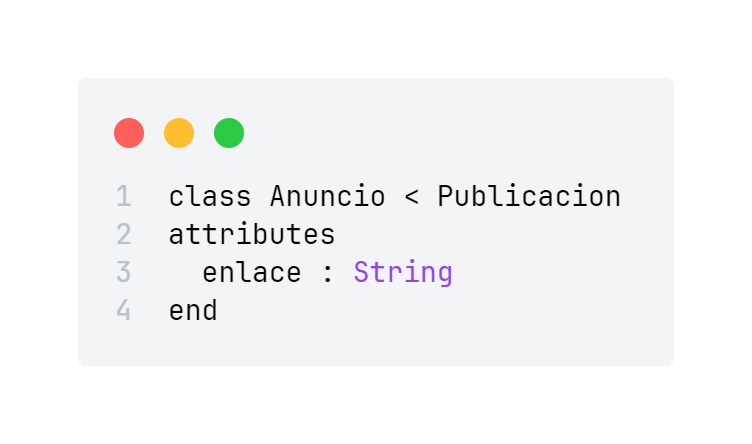 1 class Anuncio < Publicacion
2 attributes
3   enlace : String
4 end